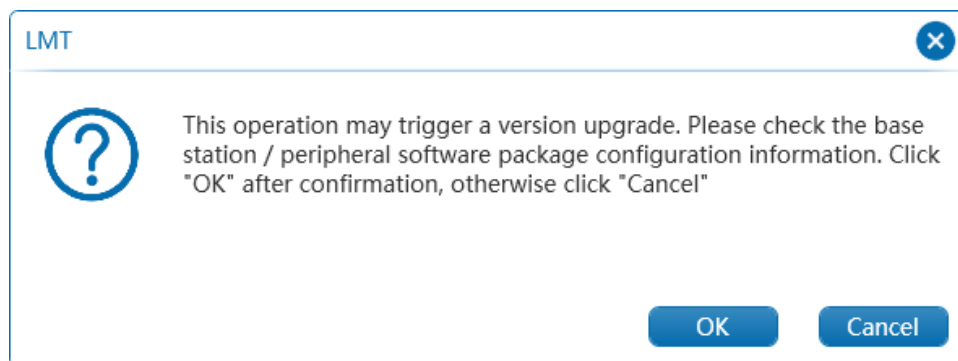 LMT
This operation may trigger a version upgrade. Please check the base
station / peripheral software package configuration information. Click
"OK" after confirmation, otherwise click "Cancel"
OK
Cancel